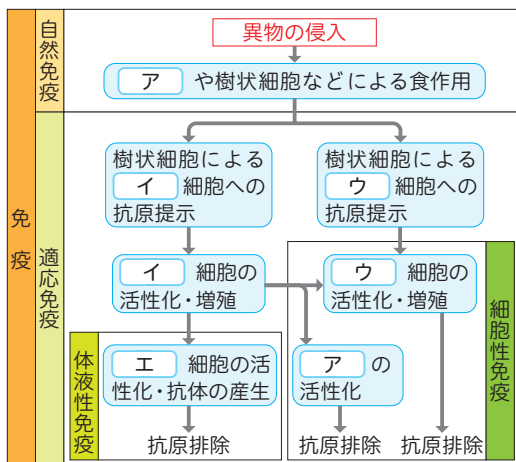 免疫
自然免疫
異物の侵入
ア や樹状細胞などによる食作用
適応免疫
樹状細胞による
イ 細胞への
抗原提示
樹状細胞による
ウ 細胞への
抗原提示
イ 細胞の
活性化・増殖
ウ 細胞の
活性化・増殖
細胞性免疫
体液性免疫
エ 細胞の活
性化・抗体の産生
ア の
活性化
抗原排除
抗原排除
抗原排除